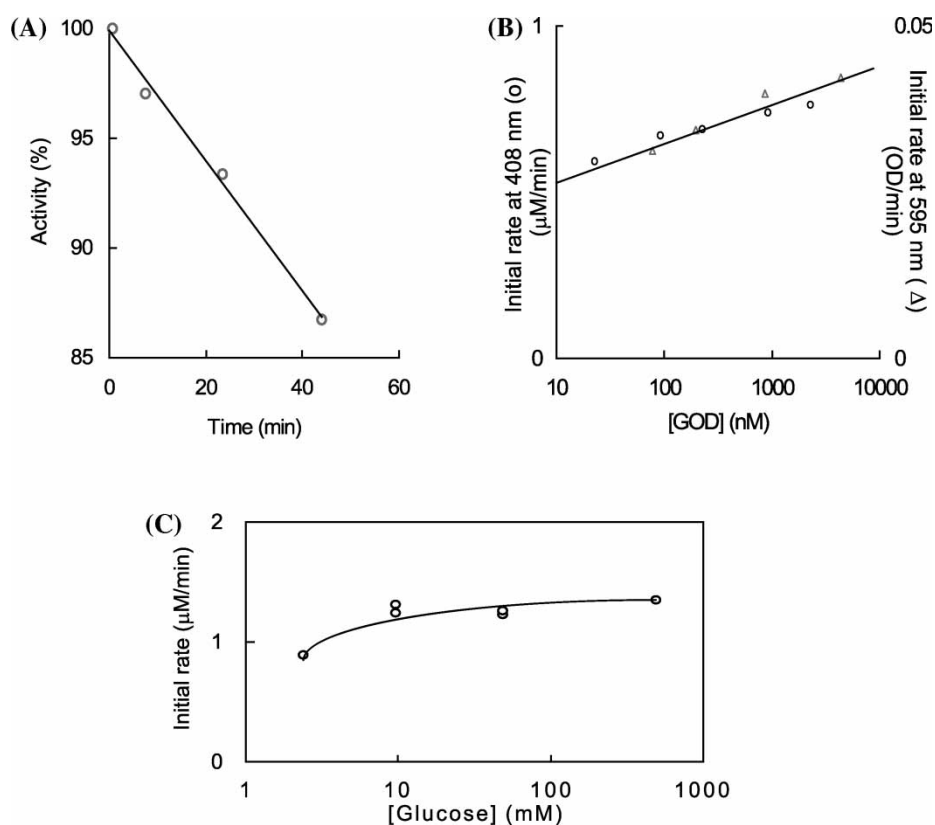 (A)
100
95
90
85
Activity (%)
0 20 40 60
Time (min)
(B)
1
0
Initial rate at 408 nm (o)
(μM/min)
0.05
0
Initial rate at 595 nm ( Δ)
(OD/min)
10 100 1000 10000
[GOD] (nM)
(C)
2
1
0
Initial rate (μM/min)
1 10 100 1000
[Glucose] (mM)